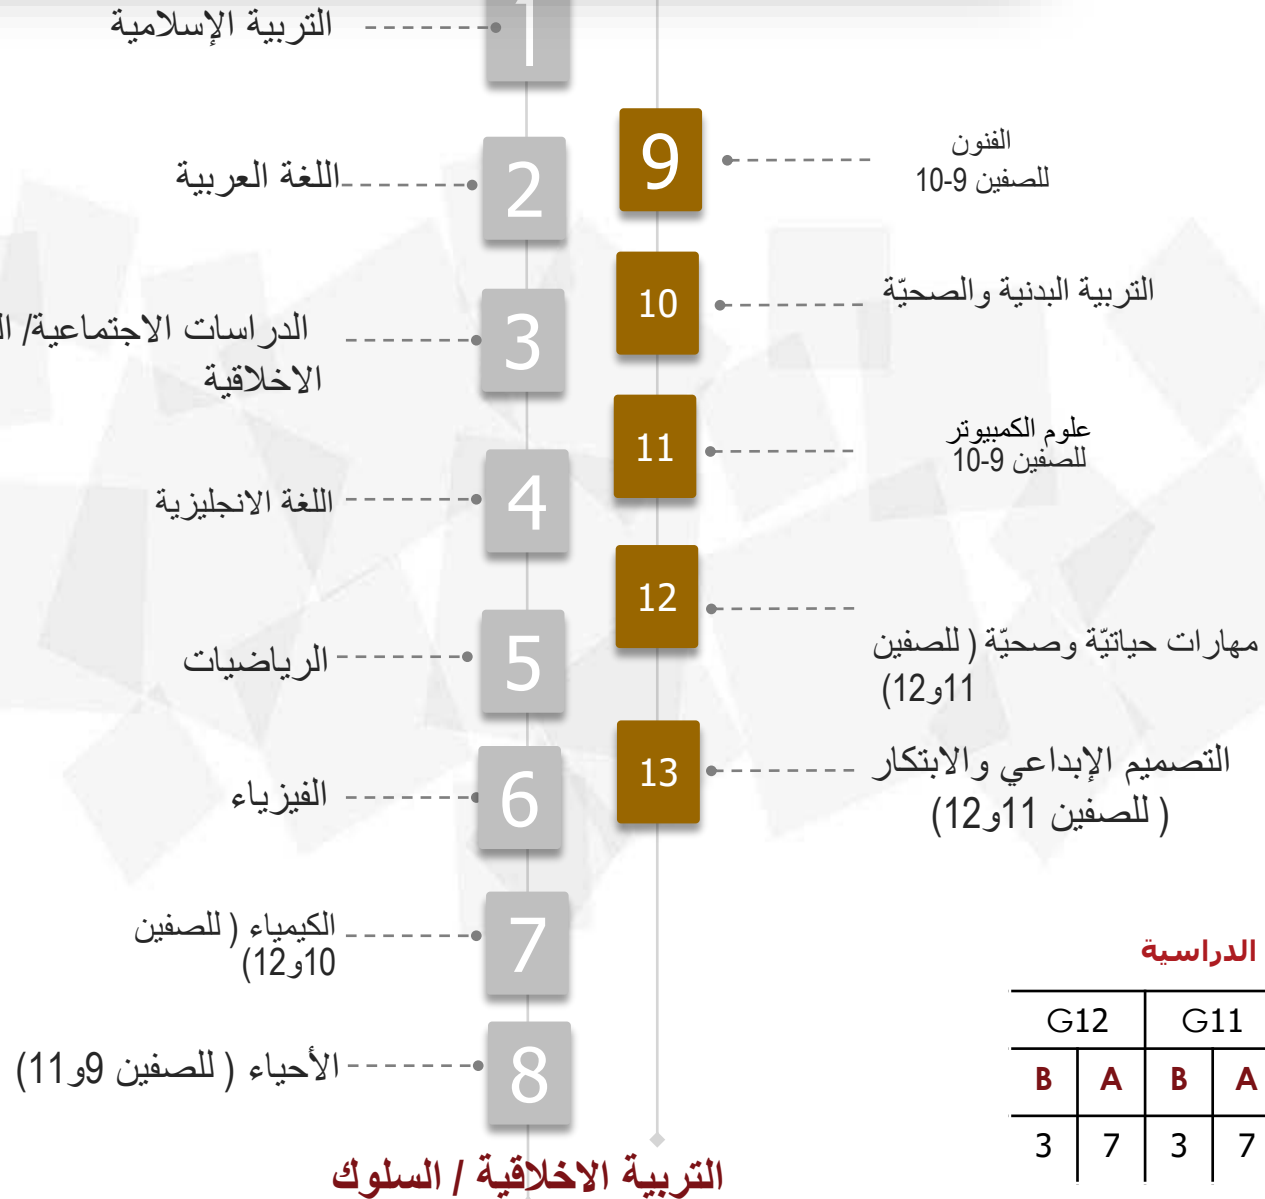 1
التربية الإسلامية
2
اللغة العربية
3
الدراسات الاجتماعية/
الاخلاقية
4
اللغة الانجليزية
5
الرياضيات
6
الفيزياء
7
الكيمياء ( للصفين
10و12)
8
الأحياء ( للصفين 9و11)
9
الفنون
للصفين 9-10
10
التربية البدنية والصحيّة
11
علوم الكمبيوتر
للصفين 9-10
12
مهارات حياتيّة وصحيّة ( للصفين
11و12)
13
التصميم الإبداعي والابتكار
( للصفين 11و12)
الدراسية
G12 G11
B A B A
3 7 3 7
التربية الاخلاقية / السلوك